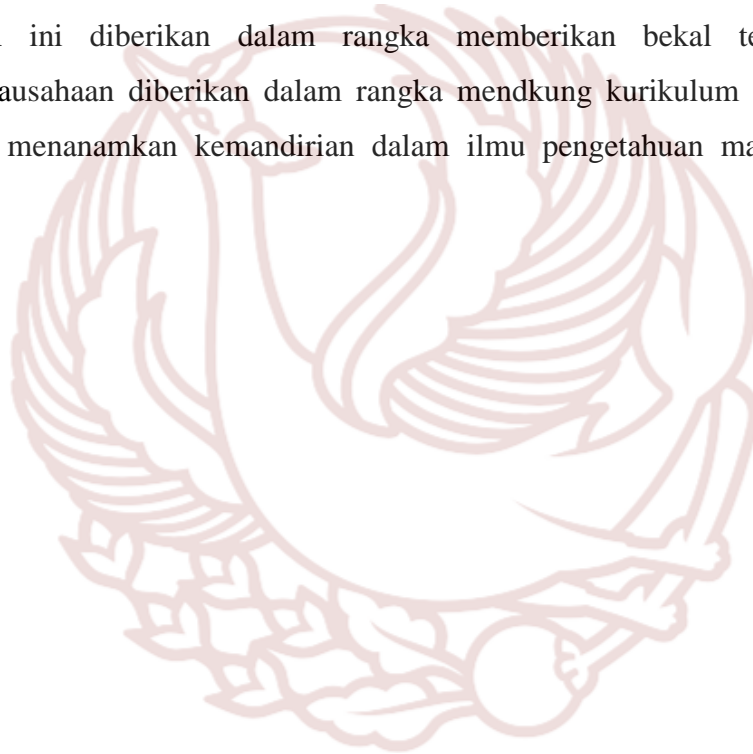 ini diberikan dalam rangka memberikan bekal te
ausahaan diberikan dalam rangka mendkung kurikulum
menanamkan kemandirian dalam ilmu pengetahuan ma